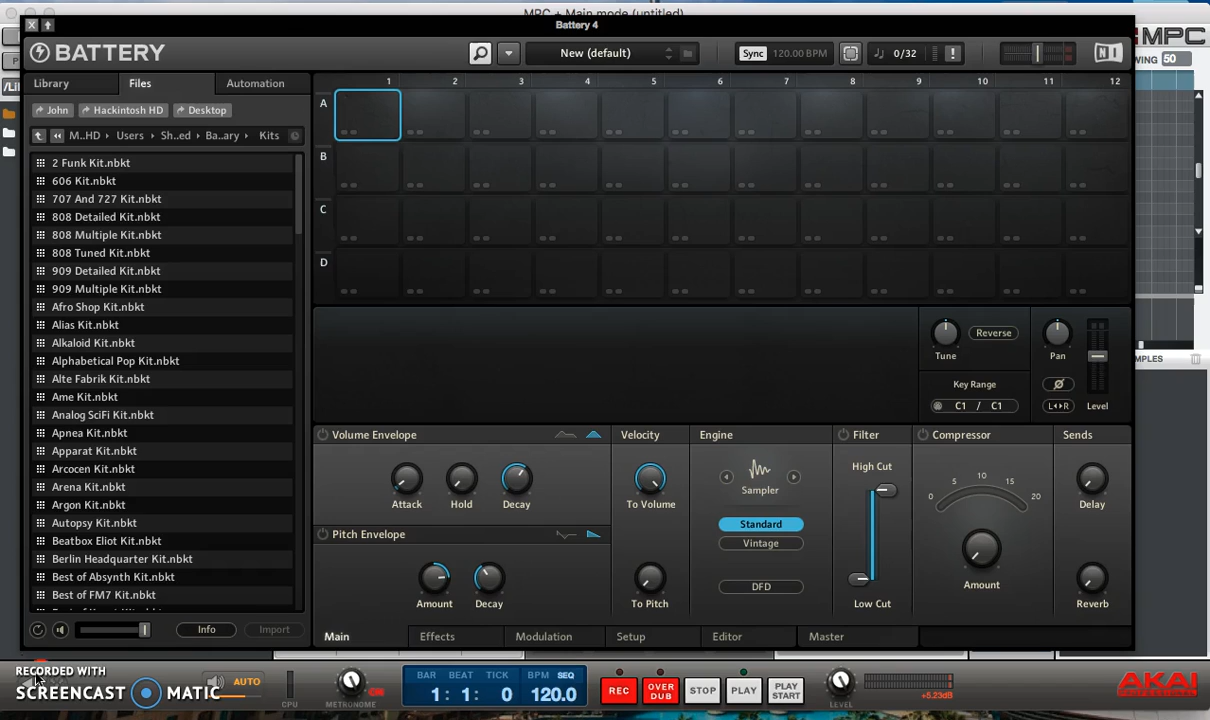 MPC + Main mode (untitled)
Battery 4
BATTERY
New (default)
Sync 120.00 BPM
0/32
MPC
WING 50
Library Files Automation
John Hackintosh HD Desktop
M..HD Users Sh..ed Ba..ary Kits
1 2 3 4 5 6 7 8 9 10 11 12
A
B
C
D
2 Funk Kit.nbkt
606 Kit.nbkt
707 And 727 Kit.nbkt
808 Detailed Kit.nbkt
808 Multiple Kit.nbkt
808 Tuned Kit.nbkt
909 Detailed Kit.nbkt
909 Multiple Kit.nbkt
Afro Shop Kit.nbkt
Alias Kit.nbkt
Alkaloid Kit.nbkt
Alphabetical Pop Kit.nbkt
Alte Fabrik Kit.nbkt
Ame Kit.nbkt
Analog SciFi Kit.nbkt
Apnea Kit.nbkt
Apparat Kit.nbkt
Arcocen Kit.nbkt
Arena Kit.nbkt
Argon Kit.nbkt
Autopsy Kit.nbkt
Beatbox Eliot Kit.nbkt
Berlin Headquarter Kit.nbkt
Best of Absynth Kit.nbkt
Best of FM7 Kit.nbkt
Info Import
Tune Reverse
Key Range
C1 / C1
Pan
L R
Level
MPLES
Volume Envelope
Attack Hold Decay
Pitch Envelope
Amount Decay
Velocity
To Volume
To Pitch
Engine
Sampler
Standard
Vintage
DFD
Filter
High Cut
Low Cut
Compressor
0 5 10 15 20
Amount
Sends
Delay
Reverb
Main Effects Modulation Setup Editor Master
RECORDED WITH
SCREENCAST MATIC
AUTO
CPU
METRONOME
BAR BEAT TICK BPM SEQ
1: 1: 0 120.0
REC
OVER DUB
STOP
PLAY
PLAY START
LEVEL
+5.23dB
AKAI